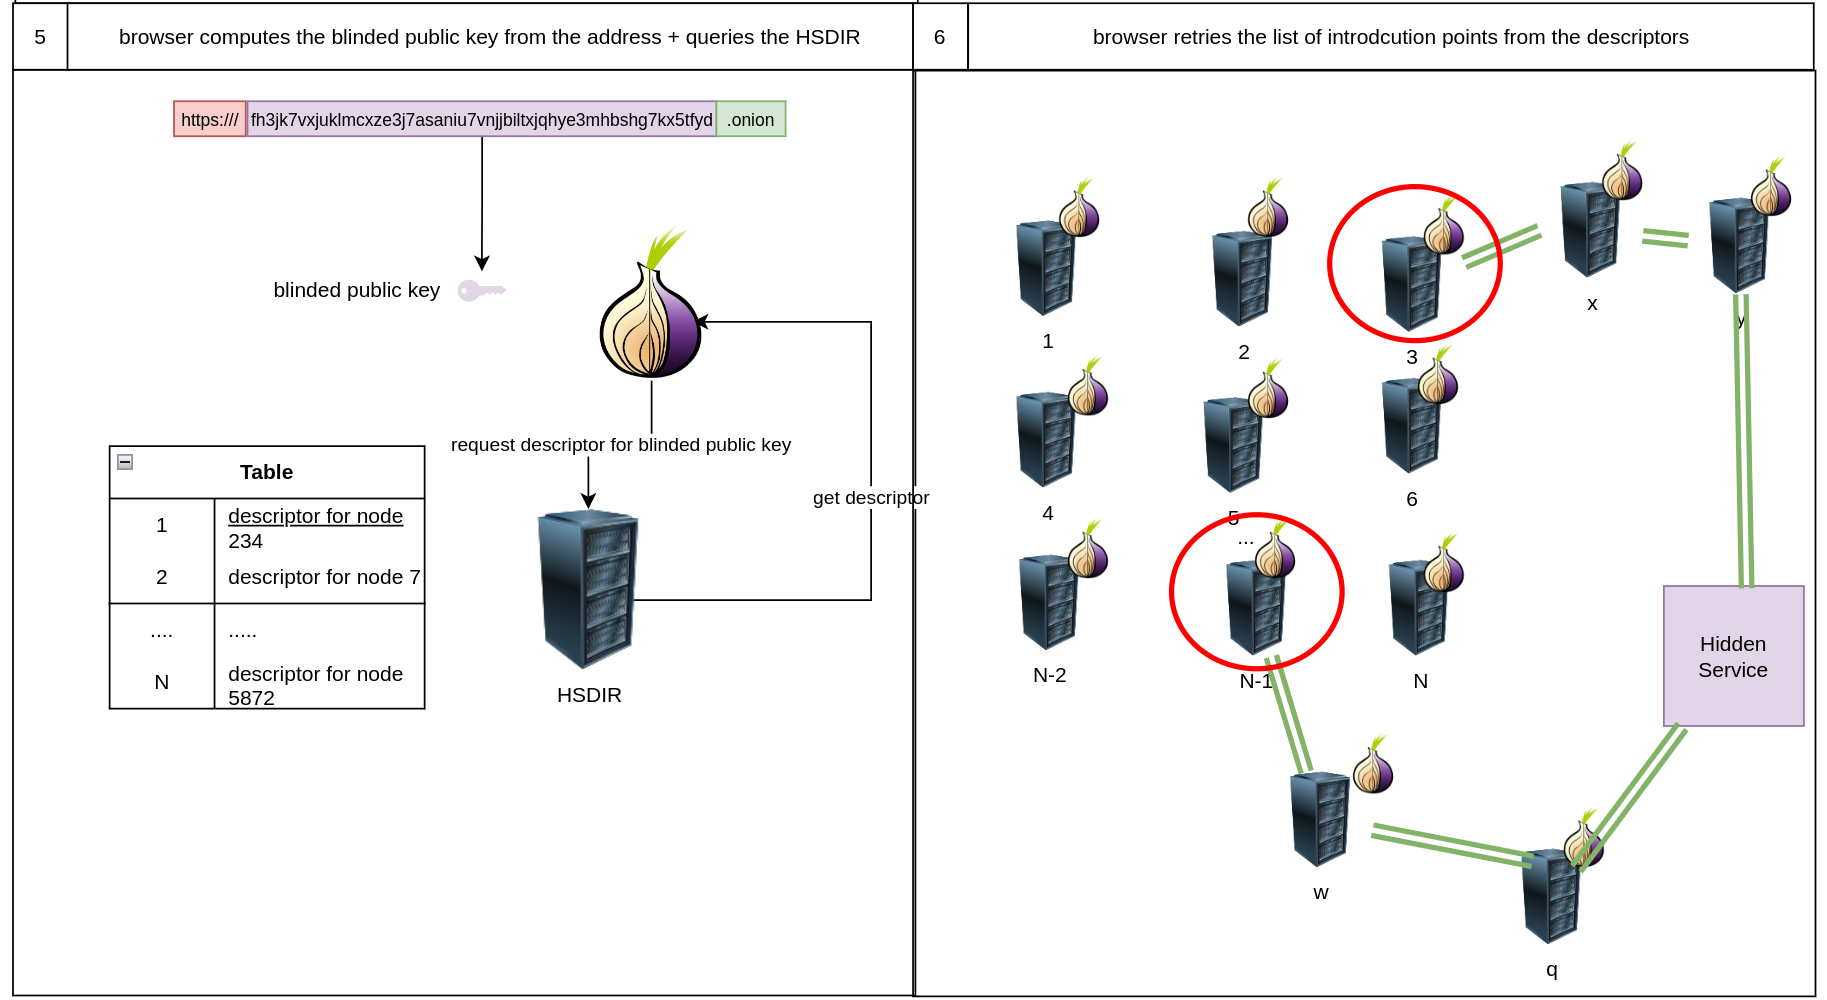 5
browser computes the blinded public key from the address + queries the HSDIR
https:///
fh3jk7vxjuklmcxze3j7asaniu7vnjjbiltxjqhye3mhbshg7kx5tfyd
.onion
blinded public key
request descriptor for blinded public key
get descriptor
HSDIR
Table
1
descriptor for node
234
2
descriptor for node 7
....
.....
N
descriptor for node
5872
6
browser retries the list of introdcution points from the descriptors
1
2
3
x
y
4
5
6
...
N-2
N-1
N
Hidden
Service
w
q